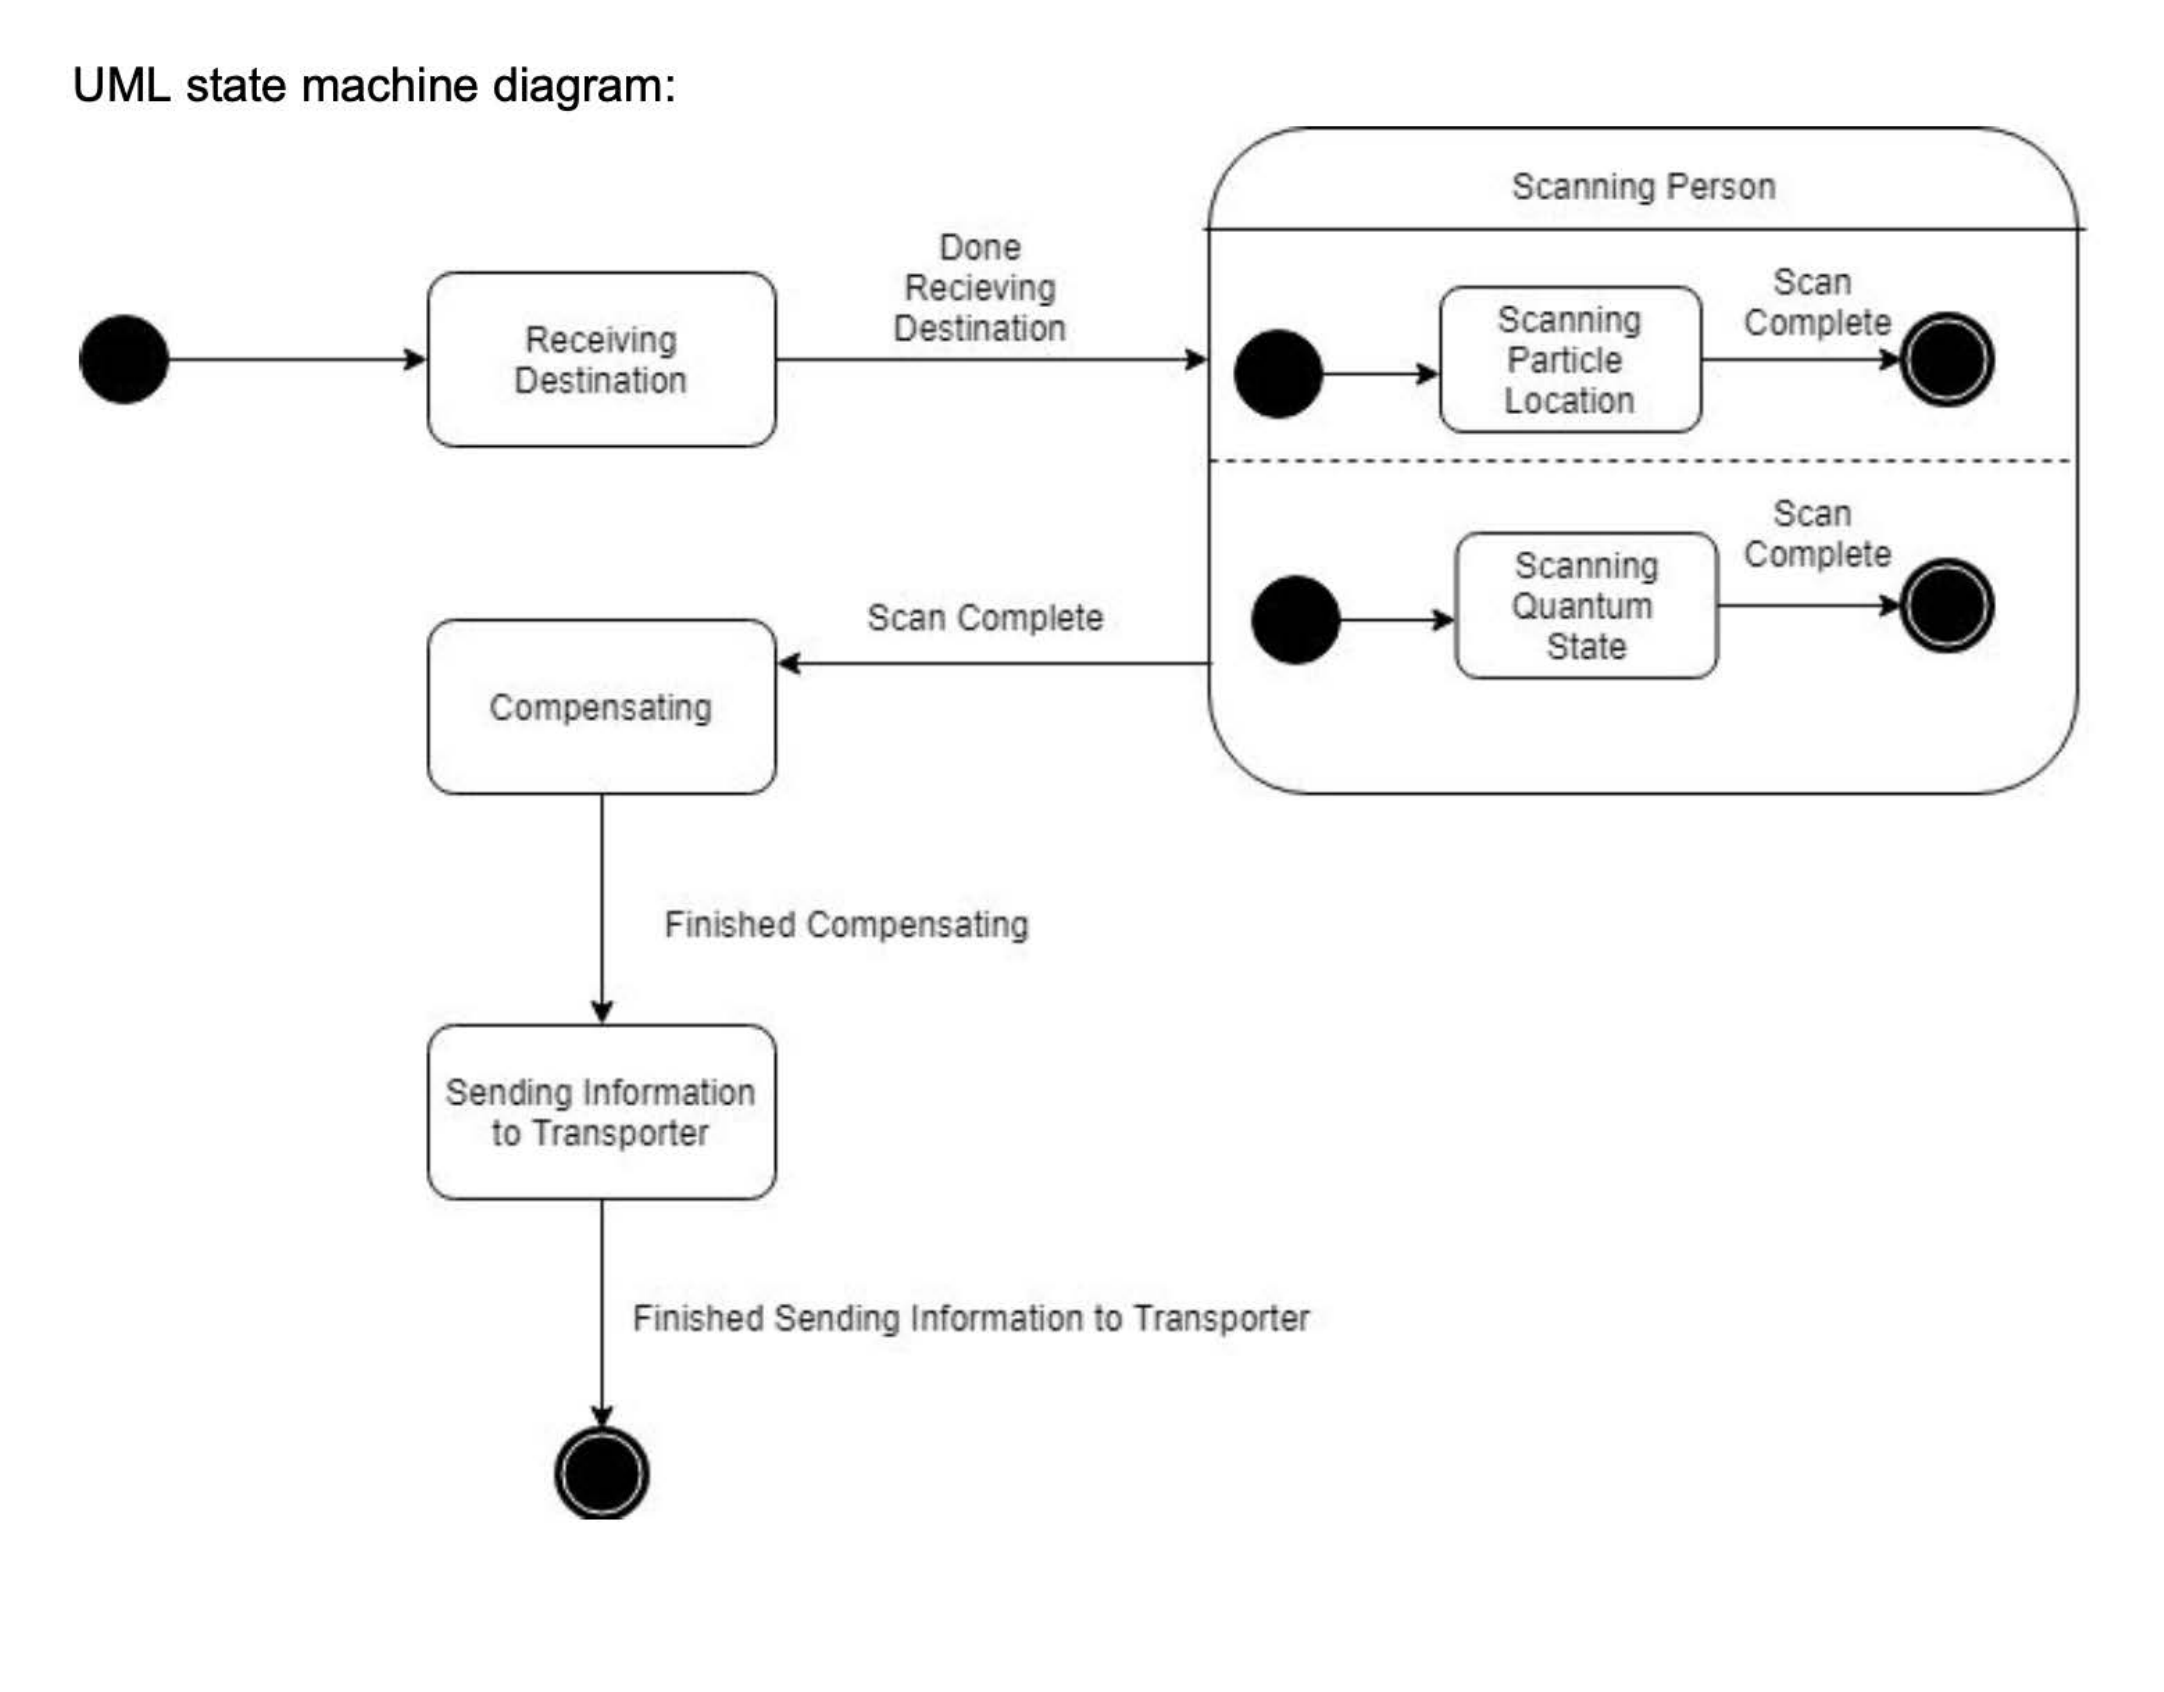 UML state machine diagram:
Scanning Person
Receiving
Destination
Done
Recieving
Destination
Scanning
Particle
Location
Scan
Complete
Scanning
Quantum
State
Scan
Complete
Scan Complete
Compensating
Finished Compensating
Sending Information
to Transporter
Finished Sending Information to Transporter